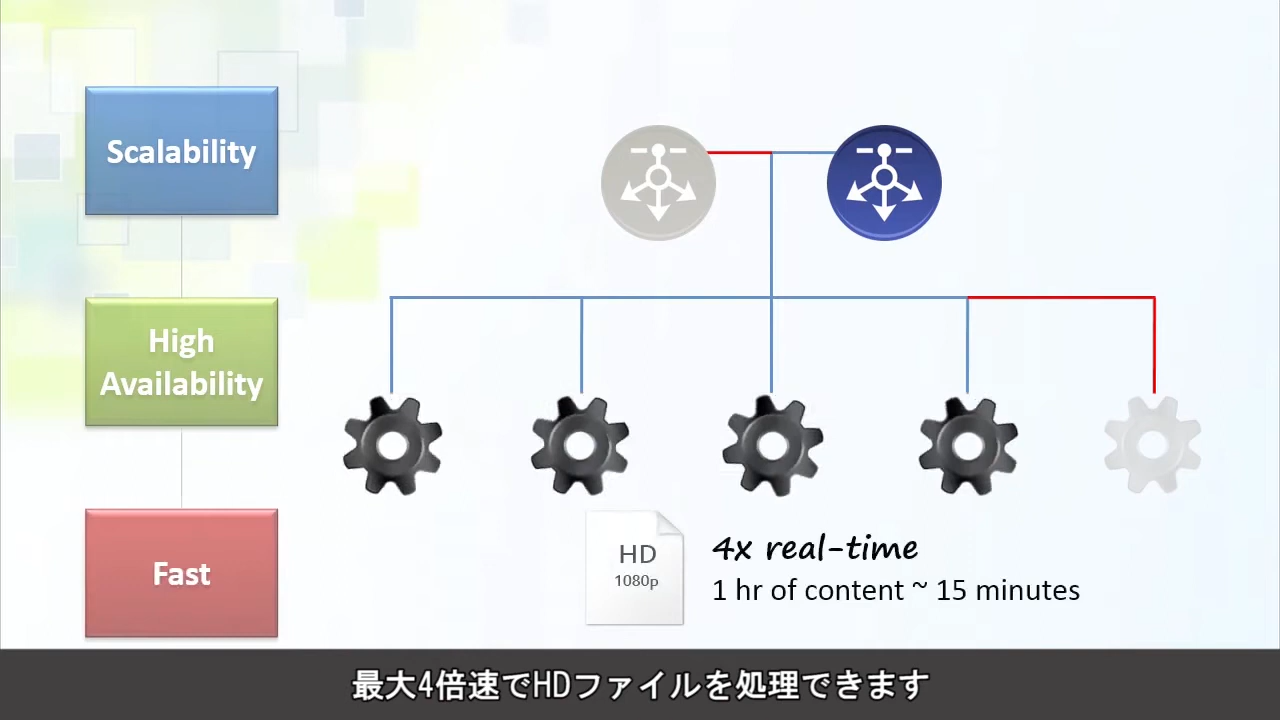 Scalability
High
Availability
Fast
HD
1080p
4x real-time
1 hr of content ~ 15 minutes
最大4倍速でHDファイルを処理できます